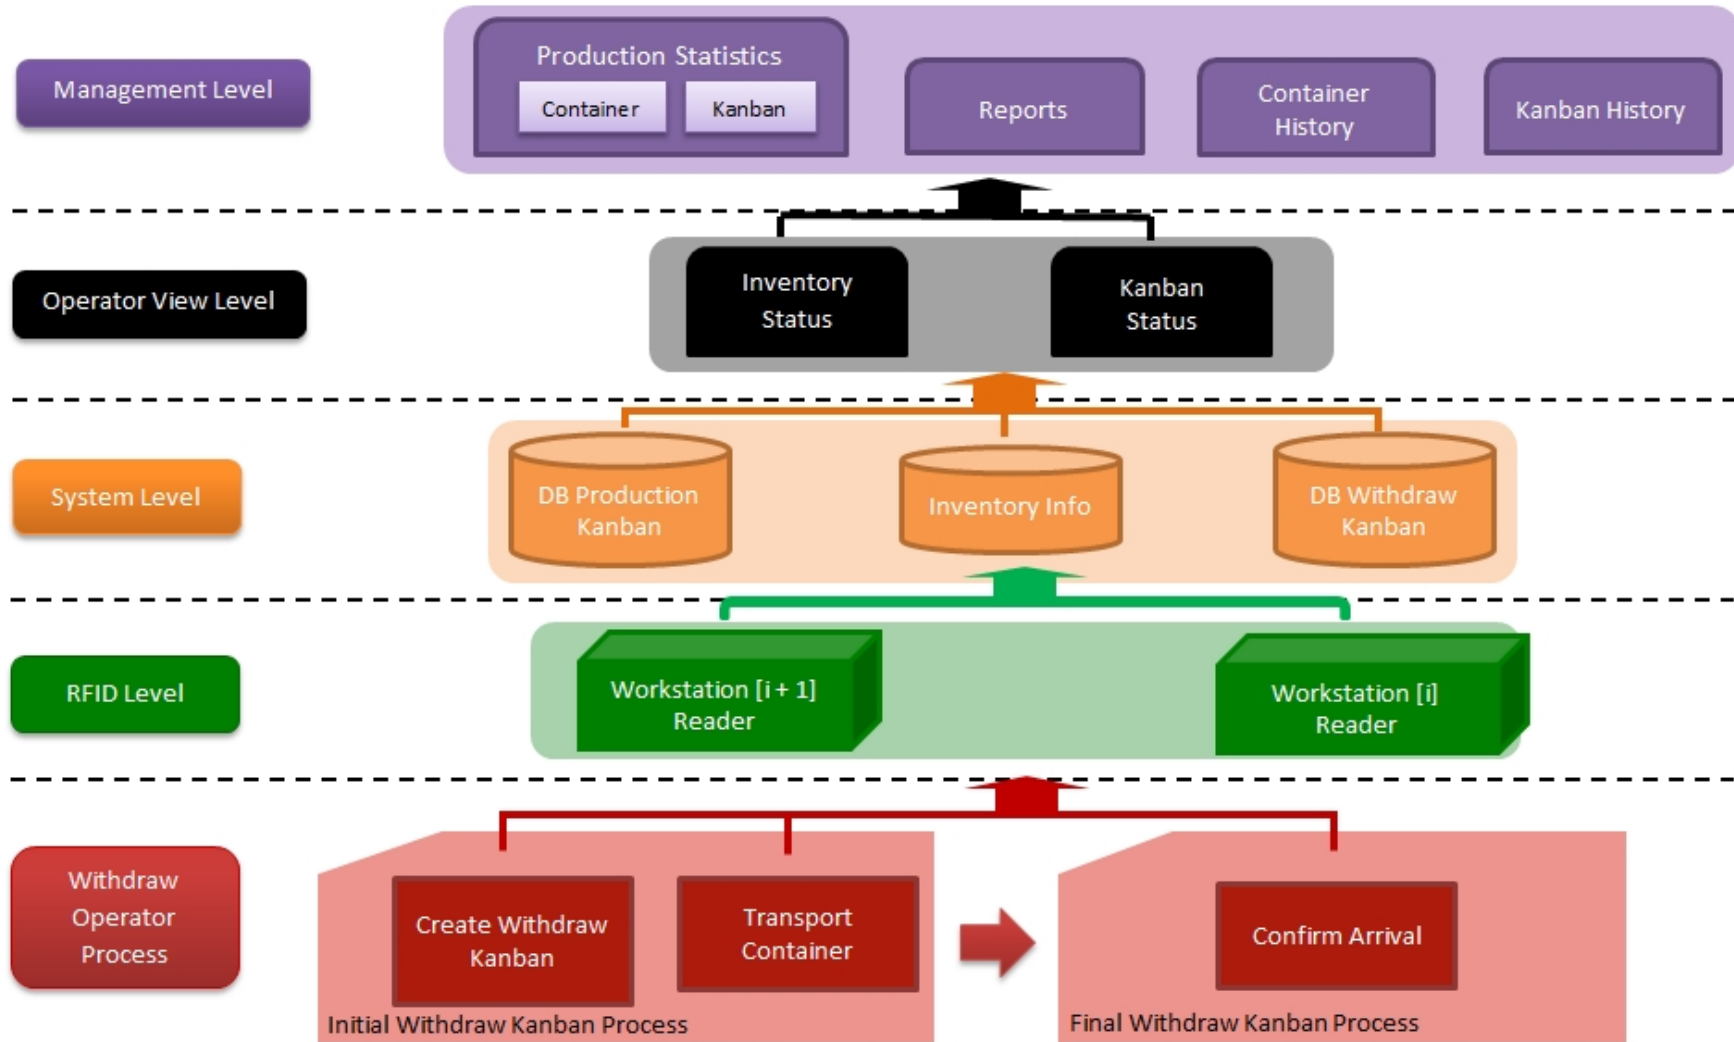 Management Level
Production Statistics
Container
Kanban
Reports
Container
History
Kanban History
Operator View Level
Inventory
Status
Kanban
Status
System Level
DB Production
Kanban
Inventory Info
DB Withdraw
Kanban
RFID Level
Workstation [i + 1]
Reader
Workstation [i]
Reader
Withdraw
Operator
Process
Create Withdraw
Kanban
Transport
Container
Confirm Arrival
Initial Withdraw Kanban Process
Final Withdraw Kanban Process